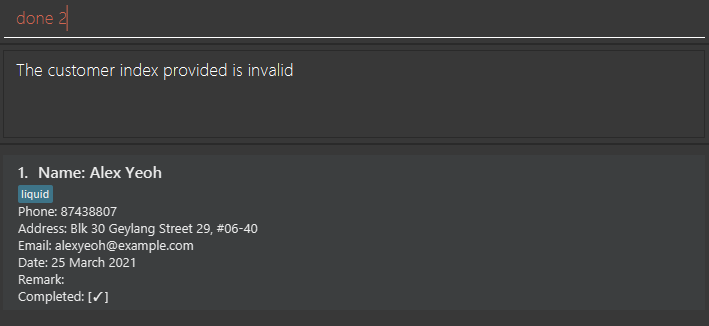 done 2
The customer index provided is invalid
1. Name: Alex Yeoh
liquid
Phone: 87438807
Address: Blk 30 Geylang Street 29, #06-40
Email: alexyeoh@example.com
Date: 25 March 2021
Remark:
Completed: [✓]